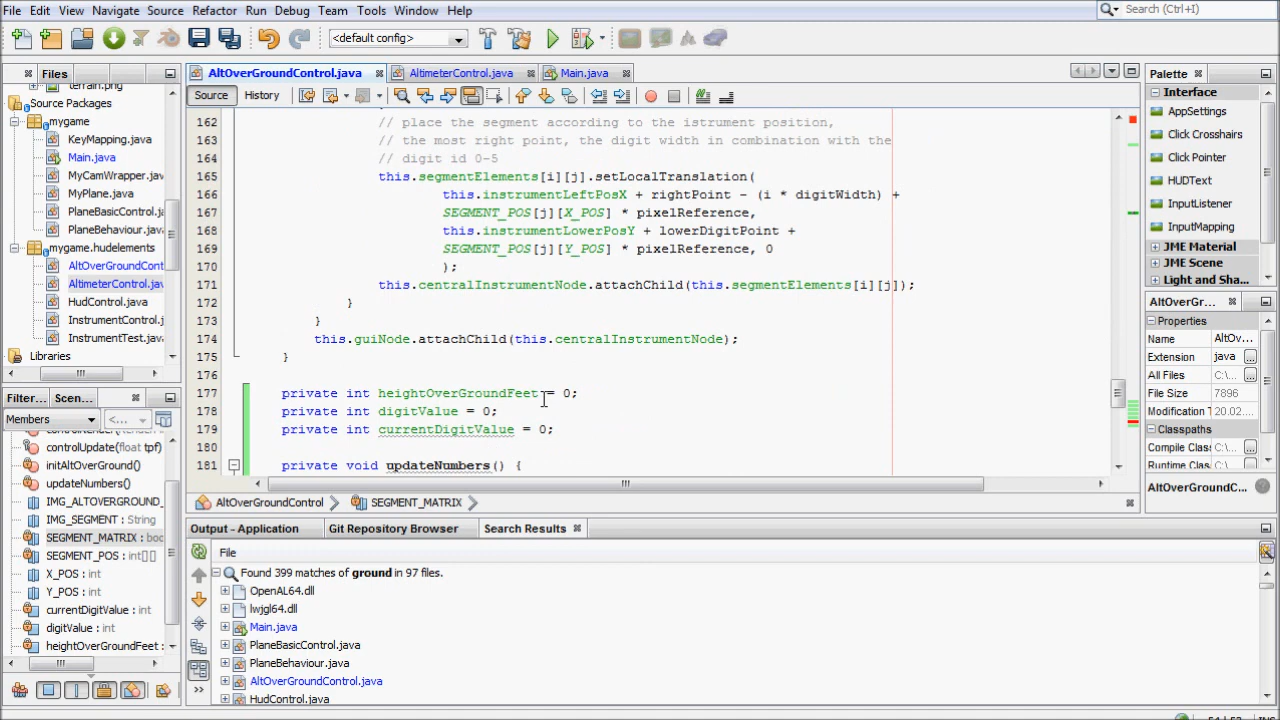 File Edit View Navigate Source Refactor Run Debug Team Tools Window Help
Search (Ctrl+I)
<default config>
Files
AltOverGroundControl.java
AltimeterControl.java
Main.java
Palette
Source History
Interface
AppSettings
Click Crosshairs
Click Pointer
HUDText
InputListener
InputMapping
JME Material
JME Scene
Light and Sha...
terrain.png
Source Packages
mygame
KeyMapping.java
Main.java
MyCamWrapper.java
MyPlane.java
PlaneBasicControl.ja
PlaneBehaviour.java
mygame.hudelements
AltOverGroundCont
AltimeterControl.jav
HudControl.java
InstrumentControl.j
InstrumentTest.jav
Libraries
162 // place the segment according to the istrument position,
163 // the most right point, the digit width in combination with the
164 // digit id 0-5
165 this.segmentElements[i][j].setLocalTranslation(
166 this.instrumentLeftPosX + rightPoint - (i * digitWidth) +
167 SEGMENT_POS[j][X_POS] * pixelReference,
168 this.instrumentLowerPosY + lowerDigitPoint +
169 SEGMENT_POS[j][Y_POS] * pixelReference, 0
170 );
171 this.centralInstrumentNode.attachChild(this.segmentElements[i][j]);
172 }
173 }
174 this.guiNode.attachChild(this.centralInstrumentNode);
175 }
176
177 private int heightOverGroundFeet = 0;
178 private int digitValue = 0;
179 private int currentDigitValue = 0;
180
181 private void updateNumbers() {
AltOverGr...
Properties
Name AltOv...
Extension java
All Files C:\...
File Size 7896
Modification T 20.02...
Classpaths
Compile Class C:\...
Runtime Class C:\...
AltOverGroundC...
Filter...
Scen...
Members
<...
controlUpdate(float tpf)
initAltOverGround()
updateNumbers()
IMG_ALTOVERGROUND_
IMG_SEGMENT : String
SEGMENT_MATRIX : boo
SEGMENT_POS : int[][]
X_POS : int
Y_POS : int
currentDigitValue : int
digitValue : int
heightOverGroundFeet :
AltOverGroundControl
SEGMENT_MATRIX
Output - Application
Git Repository Browser
Search Results
File
Found 399 matches of ground in 97 files.
OpenAL64.dll
lwjgl64.dll
Main.java
PlaneBasicControl.java
PlaneBehaviour.java
AltOverGroundControl.java
HudControl.java